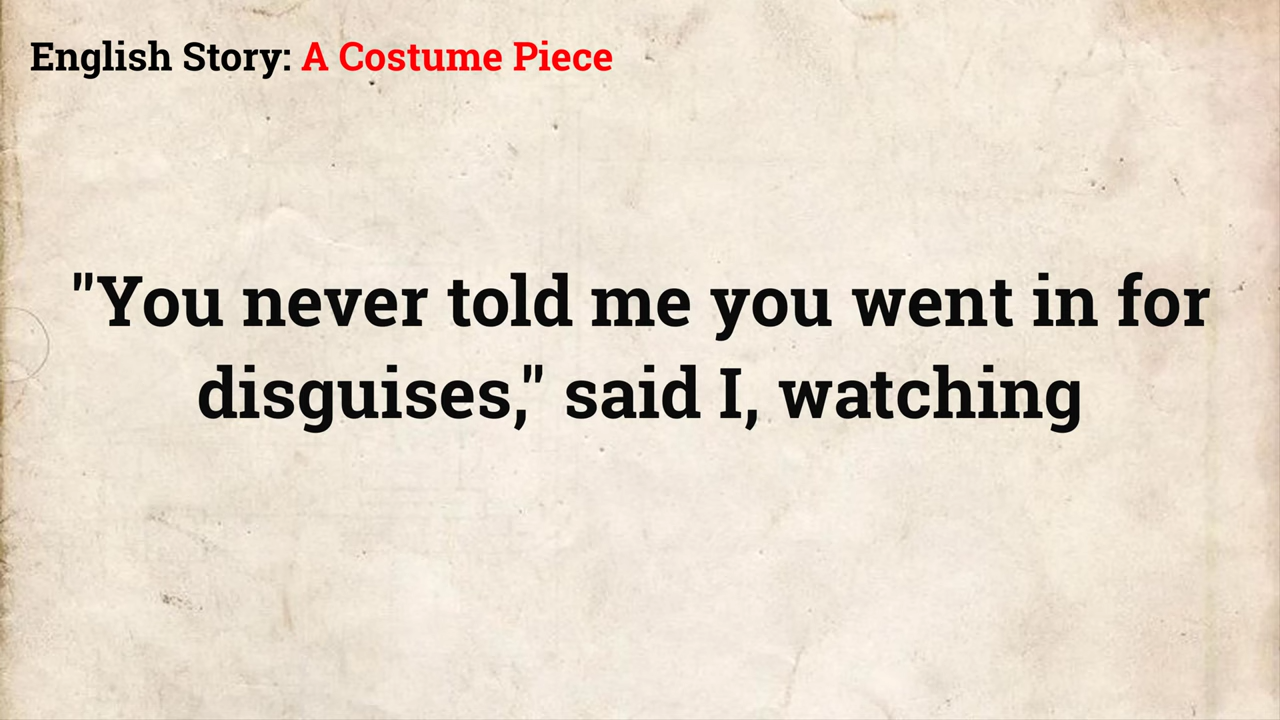 English Story: A Costume Piece
"You never told me you went in for
disguises," said I, watching